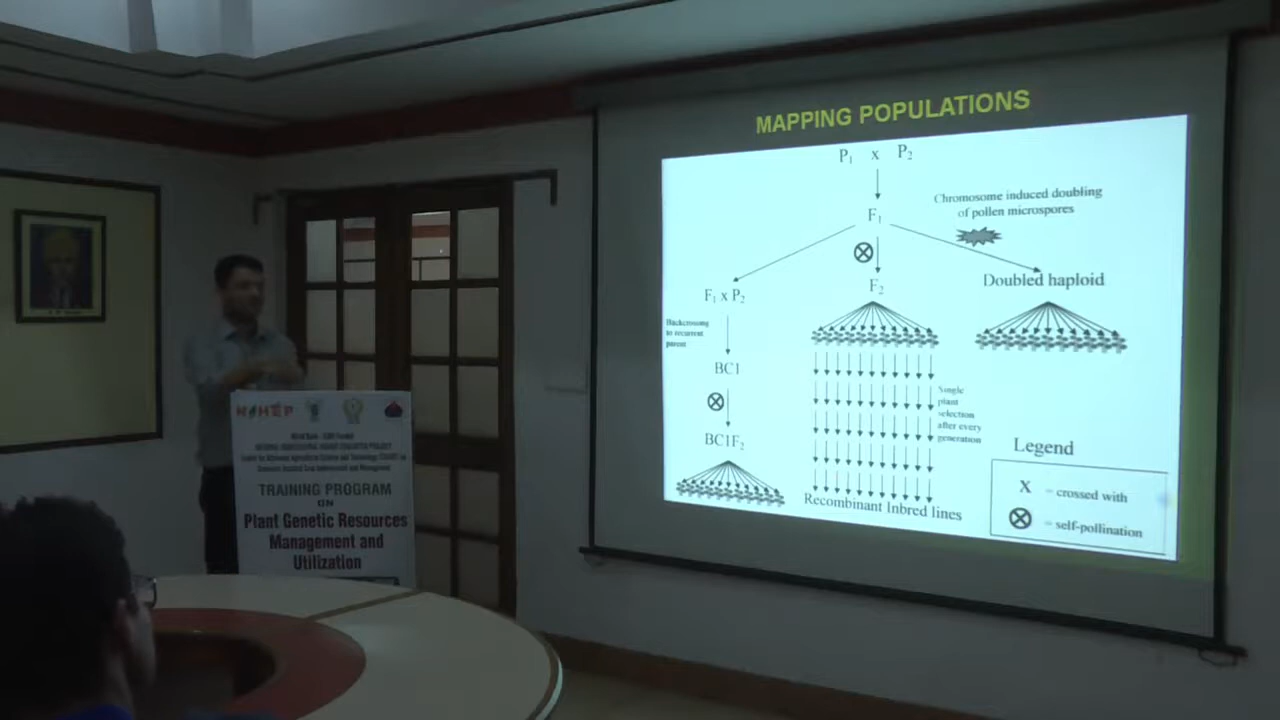 MAPPING POPULATIONS
P₁ x P₂
F₁
Chromosome induced doubling
of pollen microspores
F₂
Doubled haploid
F₁ x P₂
Backcrossing
to recurrent
parent
BC1
BC1F₂
Single
plant
selection
after every
generation
Recombinant Inbred lines
Legend
X = crossed with
= self-pollination
NAHEP
TRAINING PROGRAM
ON
Plant Genetic Resources
Management and
Utilization